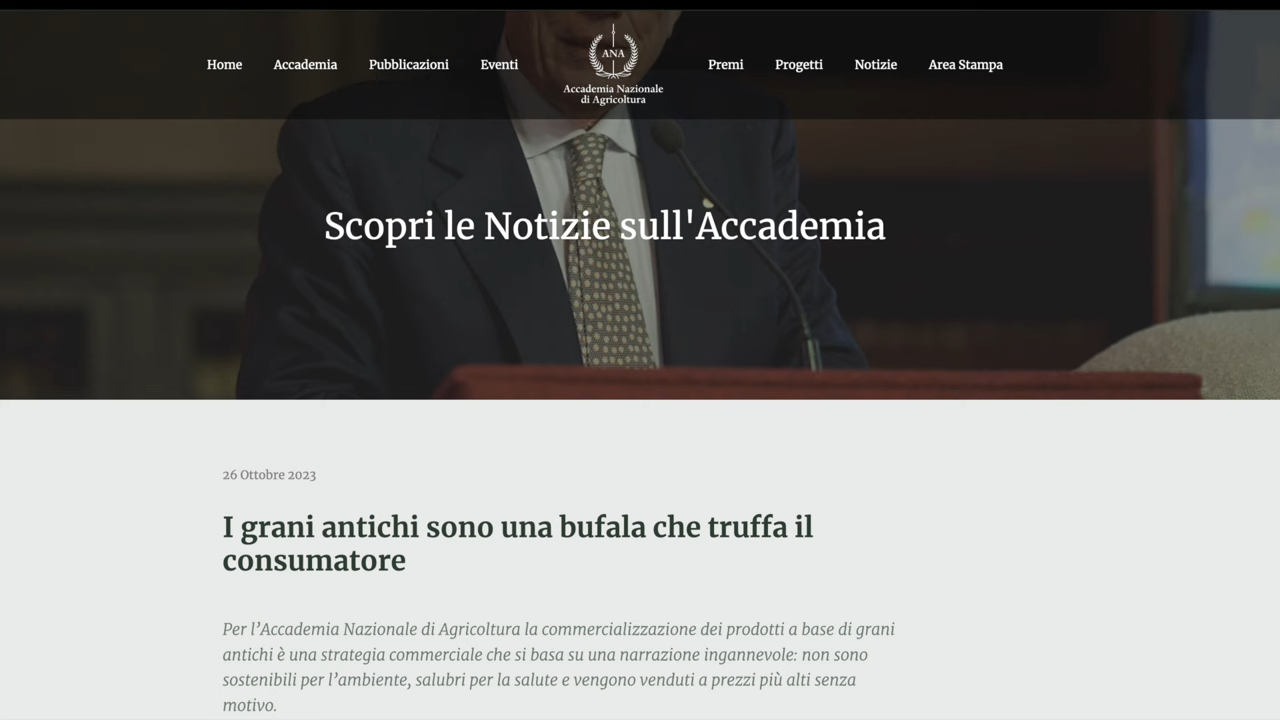 Home Accademia Pubblicazioni Eventi Premi Progetti Notizie Area Stampa
ANA
Accademia Nazionale
di Agricoltura
Scopri le Notizie sull'Accademia
26 Ottobre 2023
I grani antichi sono una bufala che truffa il
consumatore
Per l’Accademia Nazionale di Agricoltura la commercializzazione dei prodotti a base di grani
antichi è una strategia commerciale che si basa su una narrazione ingannevole: non sono
sostenibili per l’ambiente, salubri per la salute e vengono venduti a prezzi più alti senza
motivo.